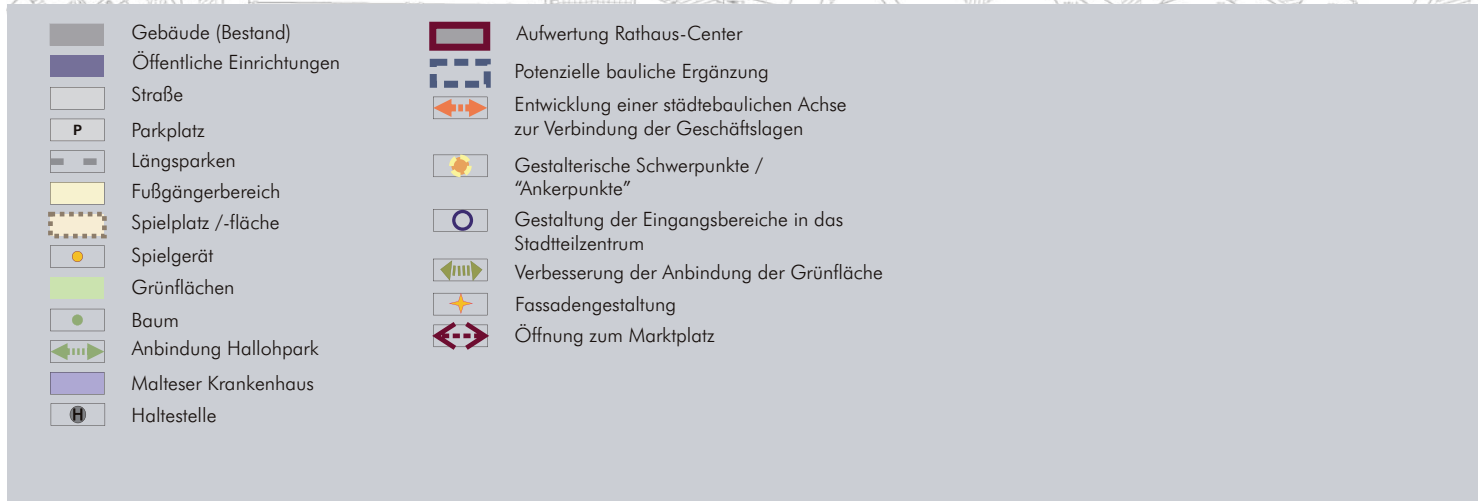 Gebäude (Bestand)
Öffentliche Einrichtungen
Straße
P Parkplatz
Längsparken
Fußgängerbereich
Spielplatz /-fläche
Spielgerät
Grünflächen
Baum
Anbindung Hallohpark
Malteser Krankenhaus
H Haltestelle
Aufwertung Rathaus-Center
Potenzielle bauliche Ergänzung
Entwicklung einer städtebaulichen Achse
zur Verbindung der Geschäftslagen
Gestalterische Schwerpunkte /
"Ankerpunkte"
Gestaltung der Eingangsbereiche in das
Stadtteilzentrum
Verbesserung der Anbindung der Grünfläche
Fassadengestaltung
Öffnung zum Marktplatz